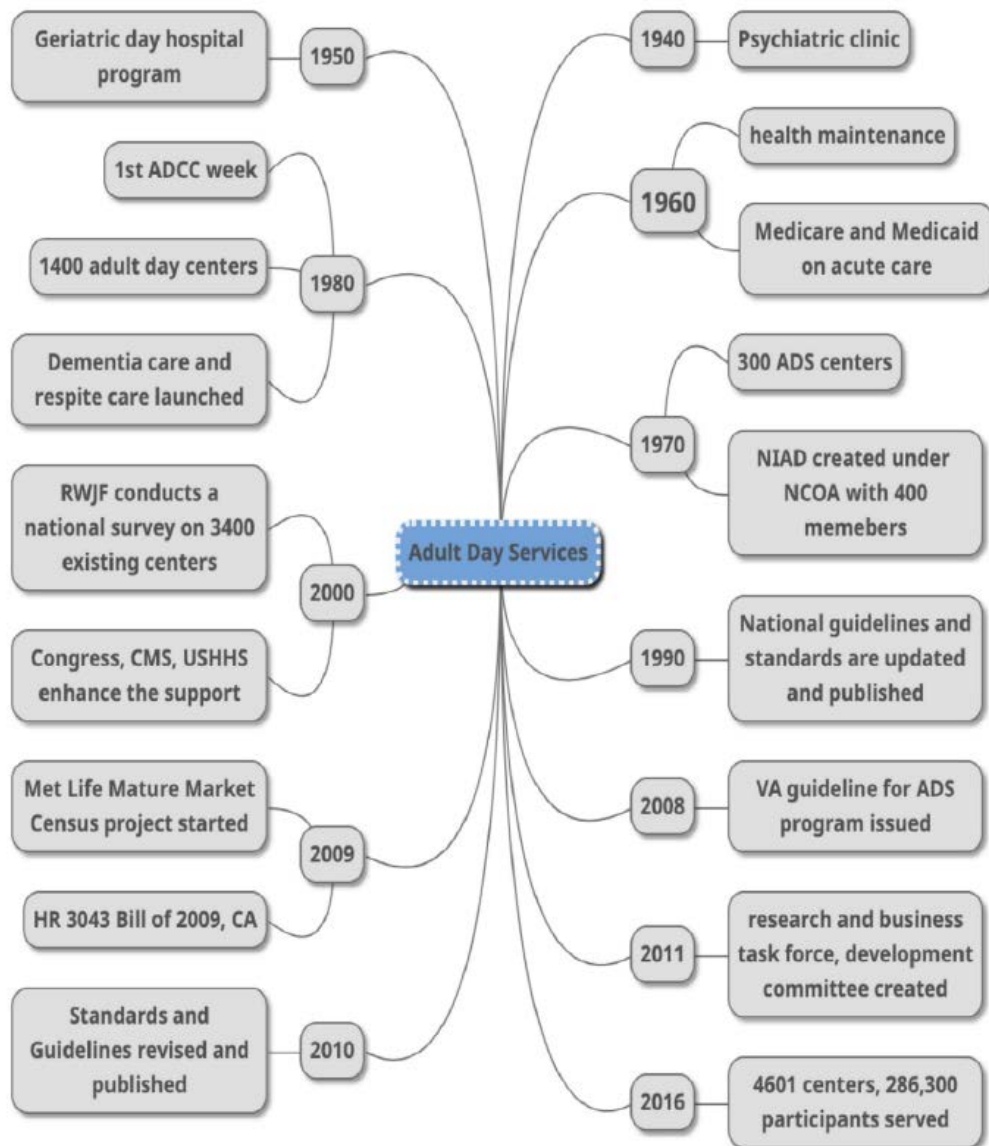 Geriatric day hospital
program
1950
1940
Psychiatric clinic
1st ADCC week
1400 adult day centers
Dementia care and
respite care launched
1980
health maintenance
1960
Medicare and Medicaid
on acute care
300 ADS centers
1970
NIAD created under
NCOA with 400
memebers
Adult Day Services
RWJF conducts a
national survey on 3400
existing centers
2000
Congress, CMS, USHHS
enhance the support
1990
National guidelines and
standards are updated
and published
Met Life Mature Market
Census project started
2009
HR 3043 Bill of 2009, CA
2008
VA guideline for ADS
program issued
2011
research and business
task force, development
committee created
Standards and
Guidelines revised and
published
2010
2016
4601 centers, 286,300
participants served